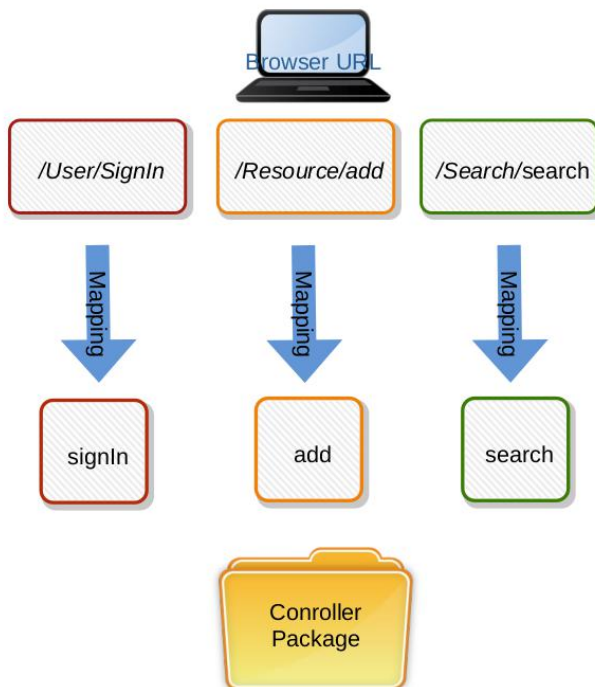 Browser URL
/User/SignIn
/Resource/add
/Search/search
Mapping
Mapping
Mapping
signIn
add
search
Conroller
Package